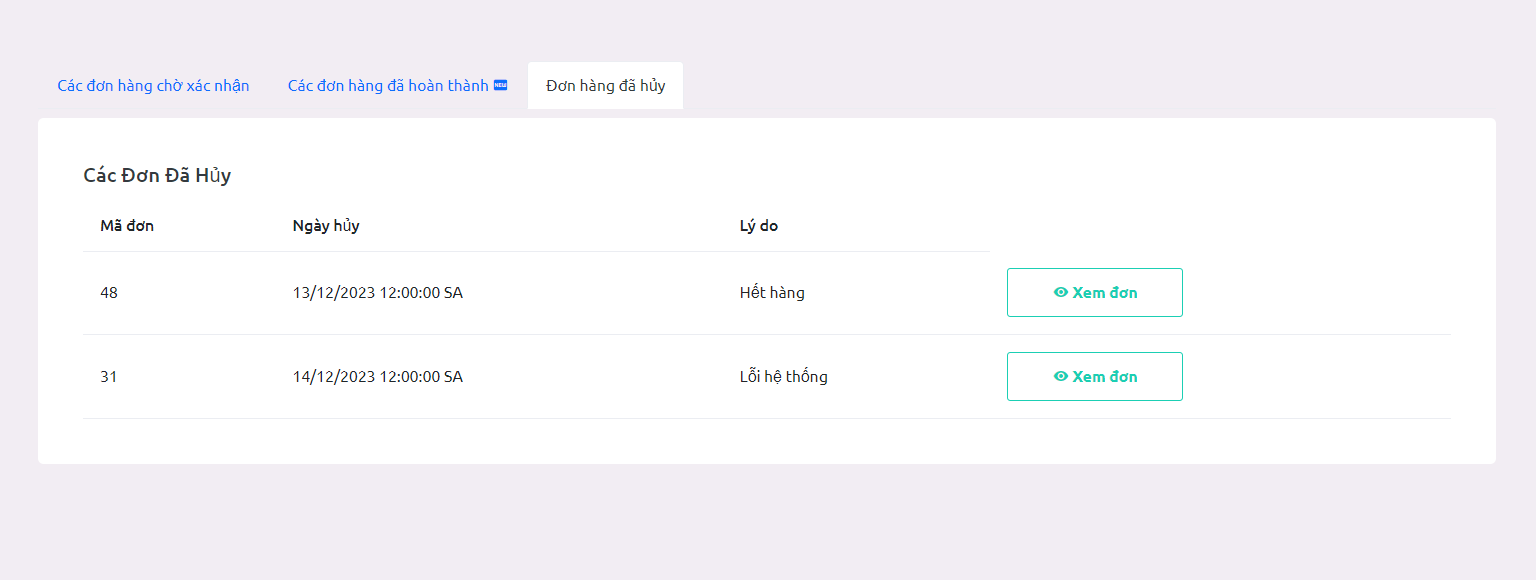 Các đơn hàng chờ xác nhận Các đơn hàng đã hoàn thành NEW Đơn hàng đã hủy
Các Đơn Đã Hủy
Mã đơn Ngày hủy Lý do
48 13/12/2023 12:00:00 SA Hết hàng Xem đơn
31 14/12/2023 12:00:00 SA Lỗi hệ thống Xem đơn